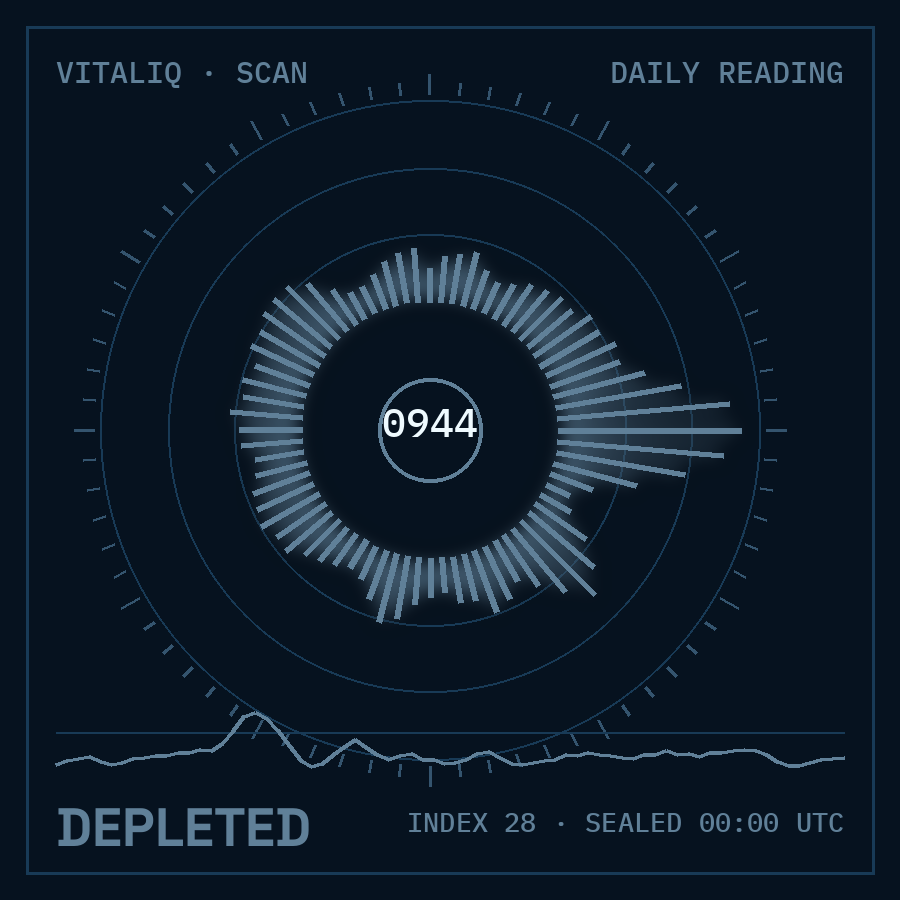 VITALIQ · SCAN
DAILY READING
0944
DEPLETED
INDEX 28 · SEALED 00:00 UTC